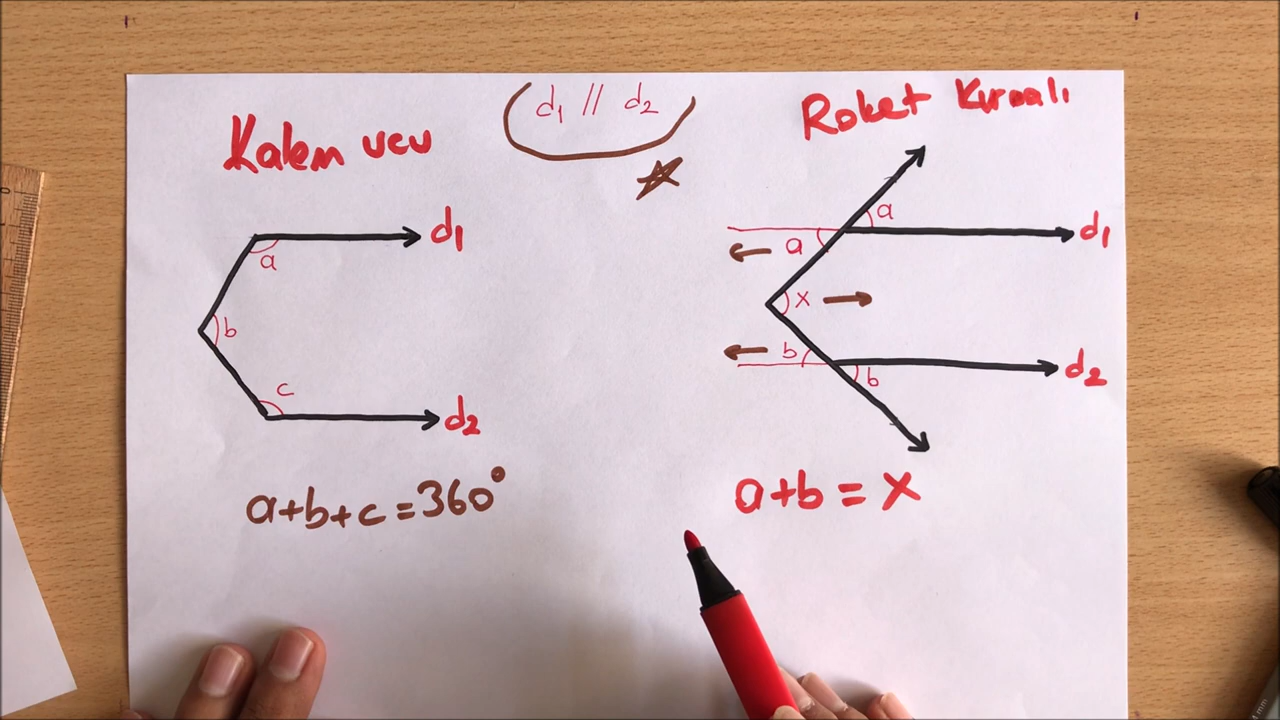 d₁ // d₂
Kalem ucu
Roket Kuralı
d₁
a
b
c
d₂
a+b+c=360°
a
a
d₁
x
b
b
d₂
a+b=x